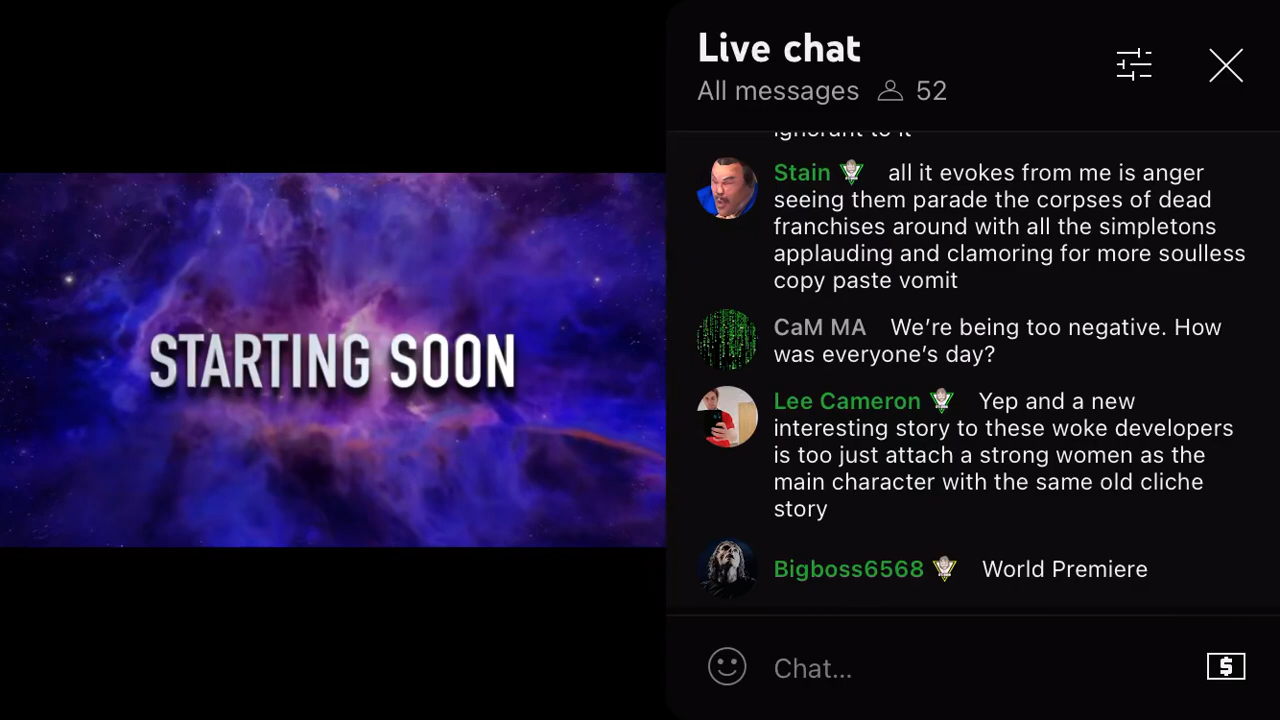 STARTING SOON
Live chat
All messages 52
ignorant to it
Stain all it evokes from me is anger
seeing them parade the corpses of dead
franchises around with all the simpletons
applauding and clamoring for more soulless
copy paste vomit
CaM MA We’re being too negative. How
was everyone’s day?
Lee Cameron Yep and a new
interesting story to these woke developers
is too just attach a strong women as the
main character with the same old cliche
story
Bigboss6568 World Premiere
Chat...
$